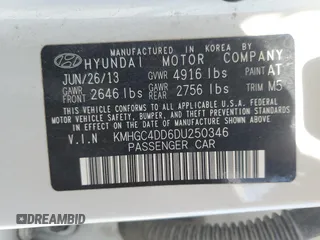 MANUFACTURED IN KOREA BY
HYUNDAI MOTOR COMPANY
JUN/26/13 GVWR 4916 lbs PAINT AT
GAWR FRONT 2646 lbs GAWR REAR 2756 lbs TRIM M5
THIS VEHICLE CONFORMS TO ALL APPLICABLE
FEDERAL MOTOR VEHICLE SAFETY, BUMPER,
AND THEFT PREVENTION STANDARDS IN EFFECT
ON THE DATE OF MANUFACTURE SHOWN ABOVE.
V.I.N KMHGC4DD6DU250346
PASSENGER CAR
OTODOM.COM